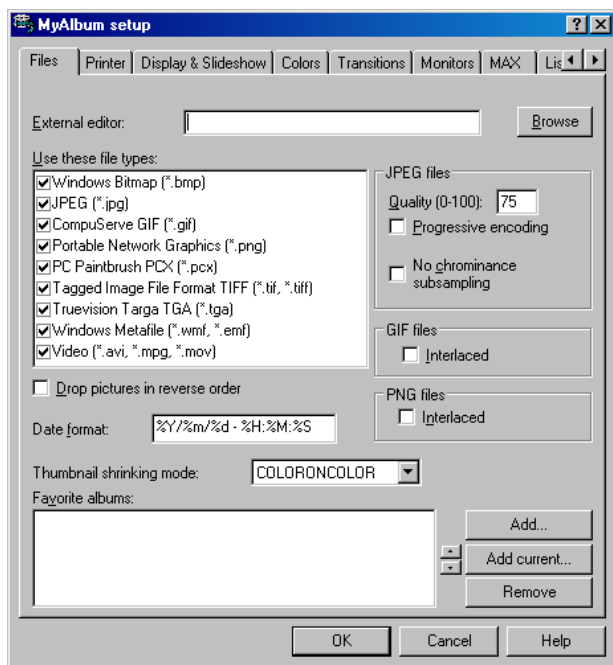 MyAlbum setup
Files Printer Display & Slideshow Colors Transitions Monitors MAX Lis
External editor: Browse
Use these file types:
Windows Bitmap (*.bmp)
JPEG (*.jpg)
CompuServe GIF (*.gif)
Portable Network Graphics (*.png)
PC Paintbrush PCX (*.pcx)
Tagged Image File Format TIFF (*.tif, *.tiff)
Truevision Targa TGA (*.tga)
Windows Metafile (*.wmf, *.emf)
Video (*.avi, *.mpg, *.mov)
JPEG files
Quality (0-100): 75
Progressive encoding
No chrominance
subsampling
GIF files
Interlaced
PNG files
Interlaced
Drop pictures in reverse order
Date format: %Y/%m/%d - %H:%M:%S
Thumbnail shrinking mode: COLORONCOLOR
Favorite albums:
Add...
Add current...
Remove
OK Cancel Help